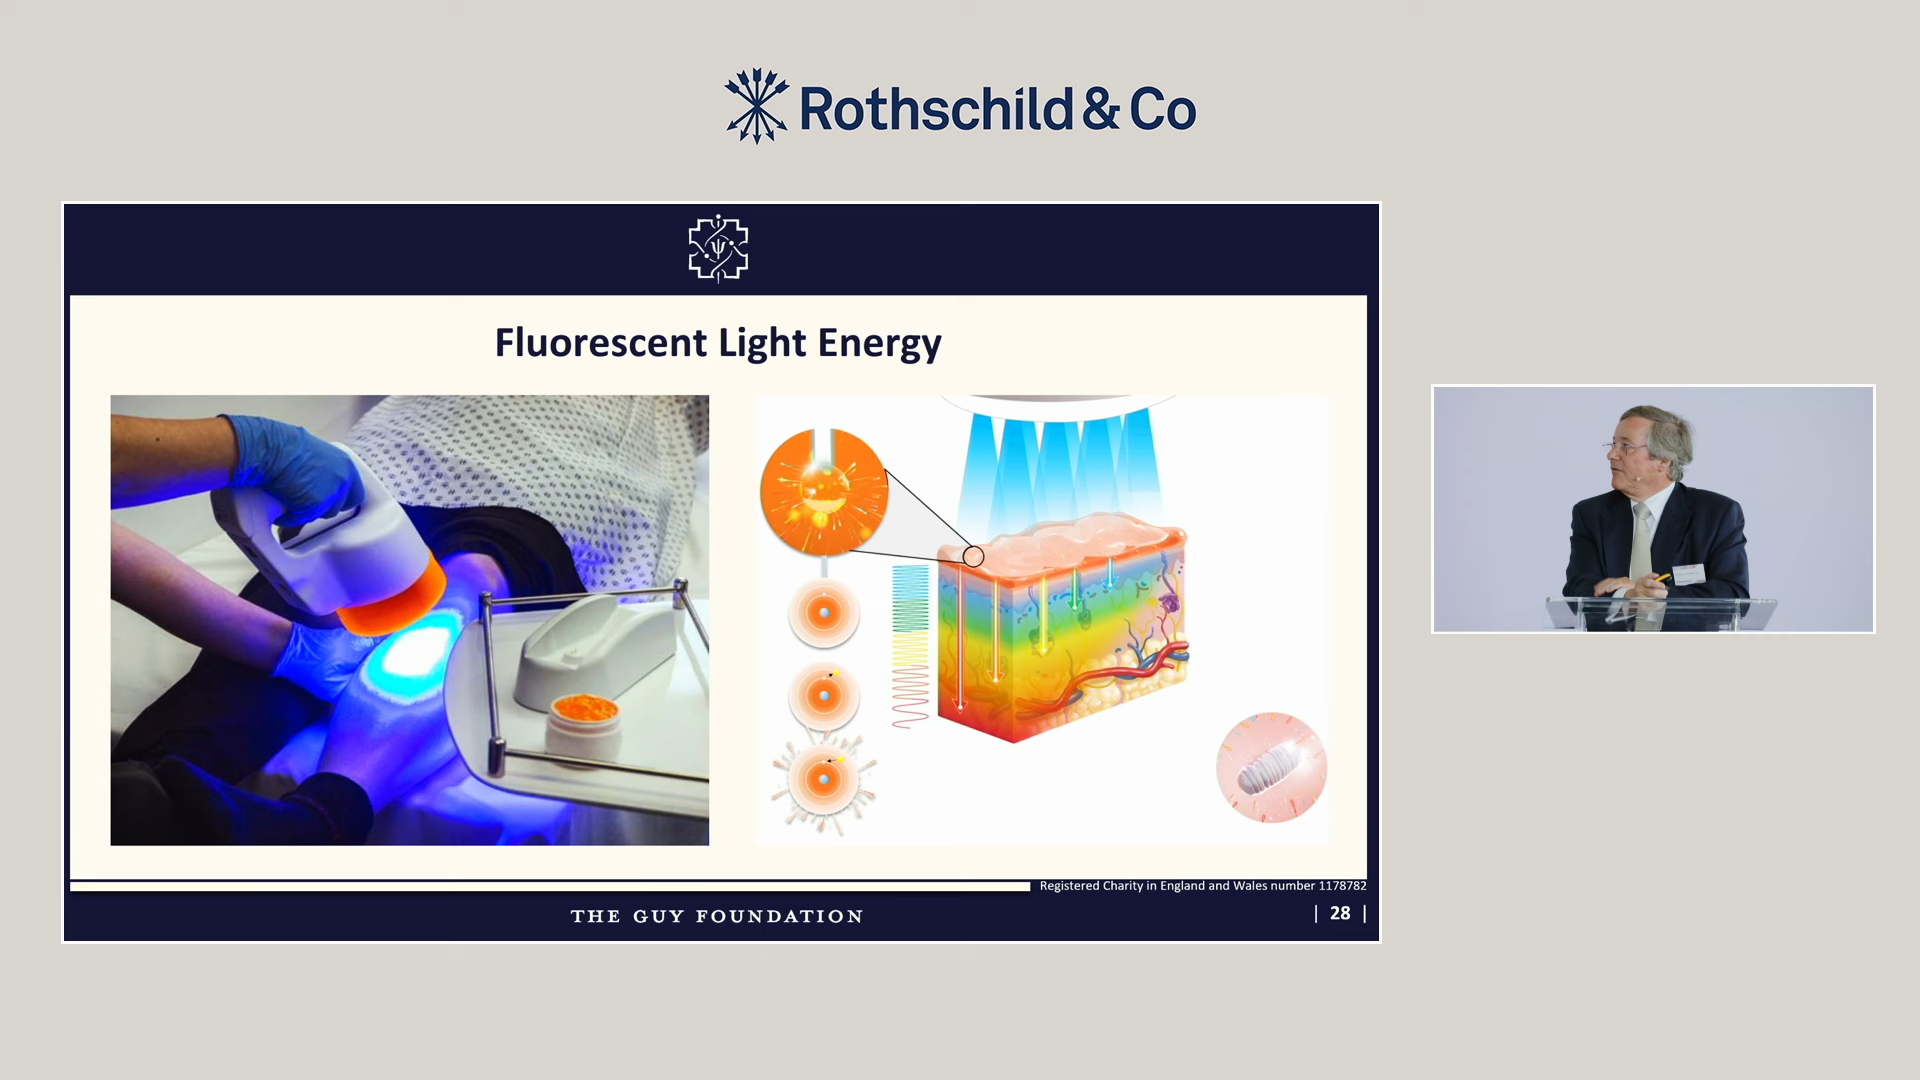 Rothschild & Co
Fluorescent Light Energy
Registered Charity in England and Wales number 1178782
THE GUY FOUNDATION
| 28 |